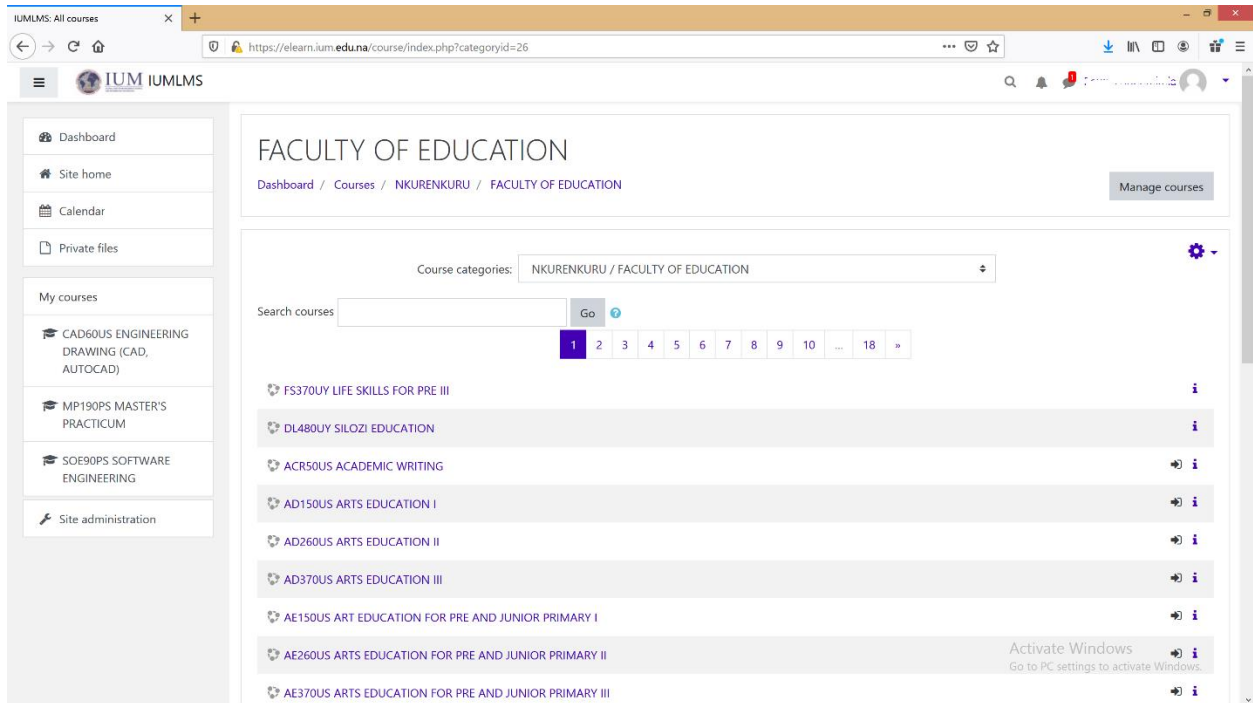 IUMLMS: All courses
https://elearn.ium.edu.na/course/index.php?categoryid=26
IUM IUMLMS
1
Dashboard
Site home
Calendar
Private files
My courses
CAD60US ENGINEERING
DRAWING (CAD,
AUTOCAD)
MP190PS MASTER'S
PRACTICUM
SOE90PS SOFTWARE
ENGINEERING
Site administration
FACULTY OF EDUCATION
Dashboard / Courses / NKURENKURU / FACULTY OF EDUCATION
Manage courses
Course categories: NKURENKURU / FACULTY OF EDUCATION
Search courses Go
1 2 3 4 5 6 7 8 9 10 ... 18 »
FS370UY LIFE SKILLS FOR PRE III
DL480UY SILOZI EDUCATION
ACR50US ACADEMIC WRITING
AD150US ARTS EDUCATION I
AD260US ARTS EDUCATION II
AD370US ARTS EDUCATION III
AE150US ART EDUCATION FOR PRE AND JUNIOR PRIMARY I
AE260US ARTS EDUCATION FOR PRE AND JUNIOR PRIMARY II
AE370US ARTS EDUCATION FOR PRE AND JUNIOR PRIMARY III
Activate Windows
Go to PC settings to activate Windows.